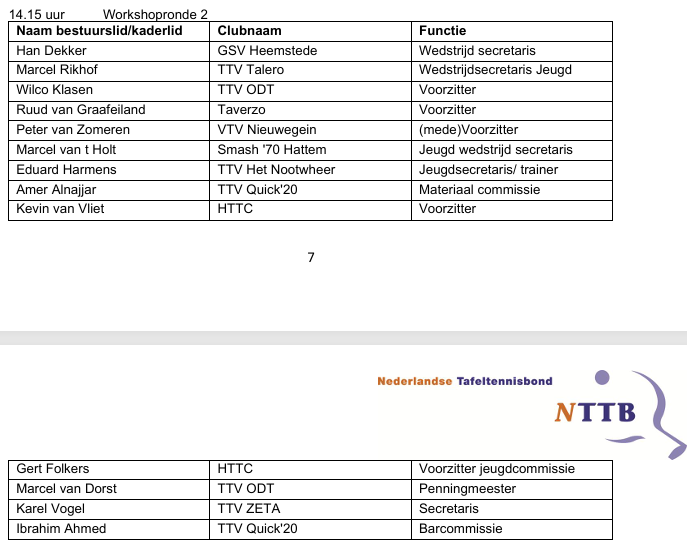 14.15 uur Workshopronde 2
Naam bestuurslid/kaderlid Clubnaam Functie
Han Dekker GSV Heemstede Wedstrijd secretaris
Marcel Rikhof TTV Talero Wedstrijdsecretaris Jeugd
Wilco Klasen TTV ODT Voorzitter
Ruud van Graafeiland Taverzo Voorzitter
Peter van Zomeren VTV Nieuwegein (mede)Voorzitter
Marcel van t Holt Smash '70 Hattem Jeugd wedstrijd secretaris
Eduard Harmens TTV Het Nootwheer Jeugdsecretaris/ trainer
Amer Alnajjar TTV Quick'20 Materiaal commissie
Kevin van Vliet HTTC Voorzitter
7
Nederlandse Tafeltennisbond
NTTB
Gert Folkers HTTC Voorzitter jeugdcommissie
Marcel van Dorst TTV ODT Penningmeester
Karel Vogel TTV ZETA Secretaris
Ibrahim Ahmed TTV Quick'20 Barcommissie